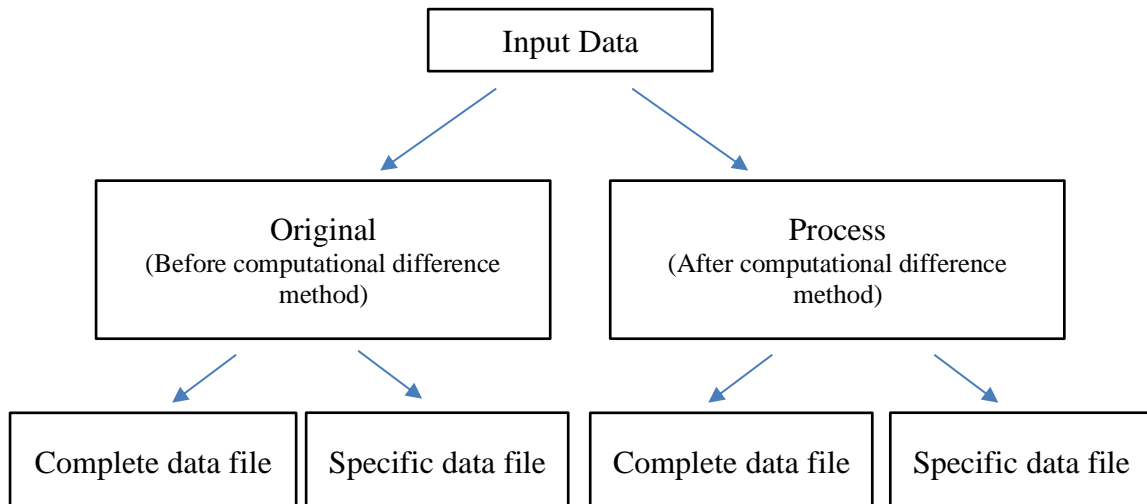 Input Data
Original
(Before computational difference
method)
Process
(After computational difference
method)
Complete data file
Specific data file
Complete data file
Specific data file